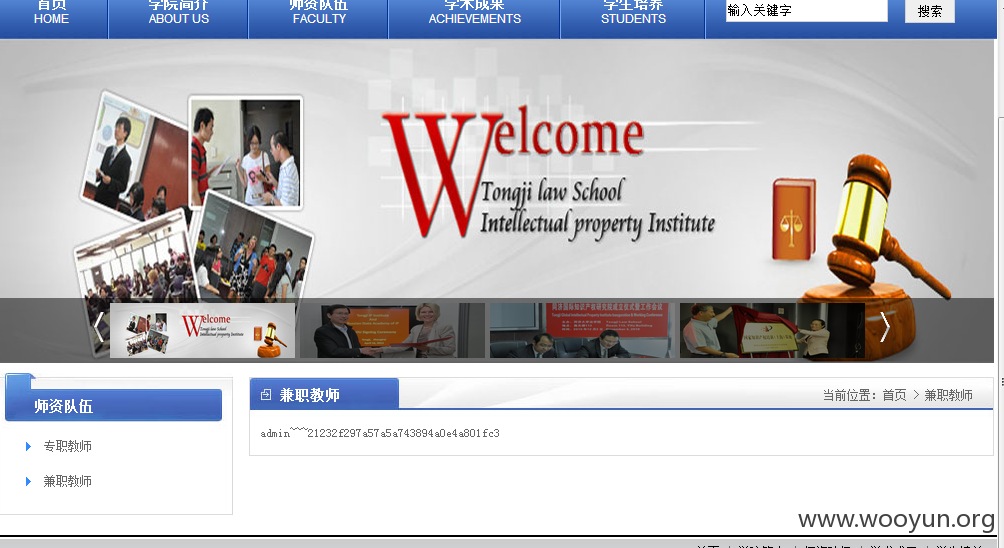 首页
HOME
学院简介
ABOUT US
师资队伍
FACULTY
学术成果
ACHIEVEMENTS
学生培养
STUDENTS
输入关键字
搜索
Welcome
Tongji law School
Intellectual property Institute
师资队伍
专职教师
兼职教师
兼职教师
当前位置：首页 > 兼职教师
admin~~~21232f297a57a5a743894a0e4a801fc3
www.wooyun.org